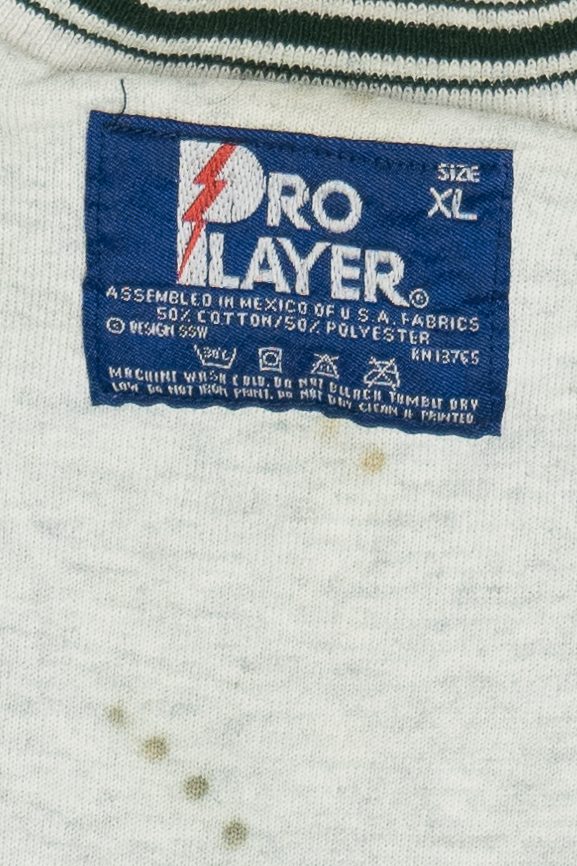 SIZE
XL
PRO
PLAYER®
ASSEMBLED IN MEXICO OF U.S.A. FABRICS
50% COTTON/50% POLYESTER
© DESIGN SSW
RN13765
30°C
MACHINE WASH COLD. DO NOT BLEACH TUMBLE DRY
LOW. DO NOT IRON PRINT. DO NOT DRY CLEAN IF PRINTED